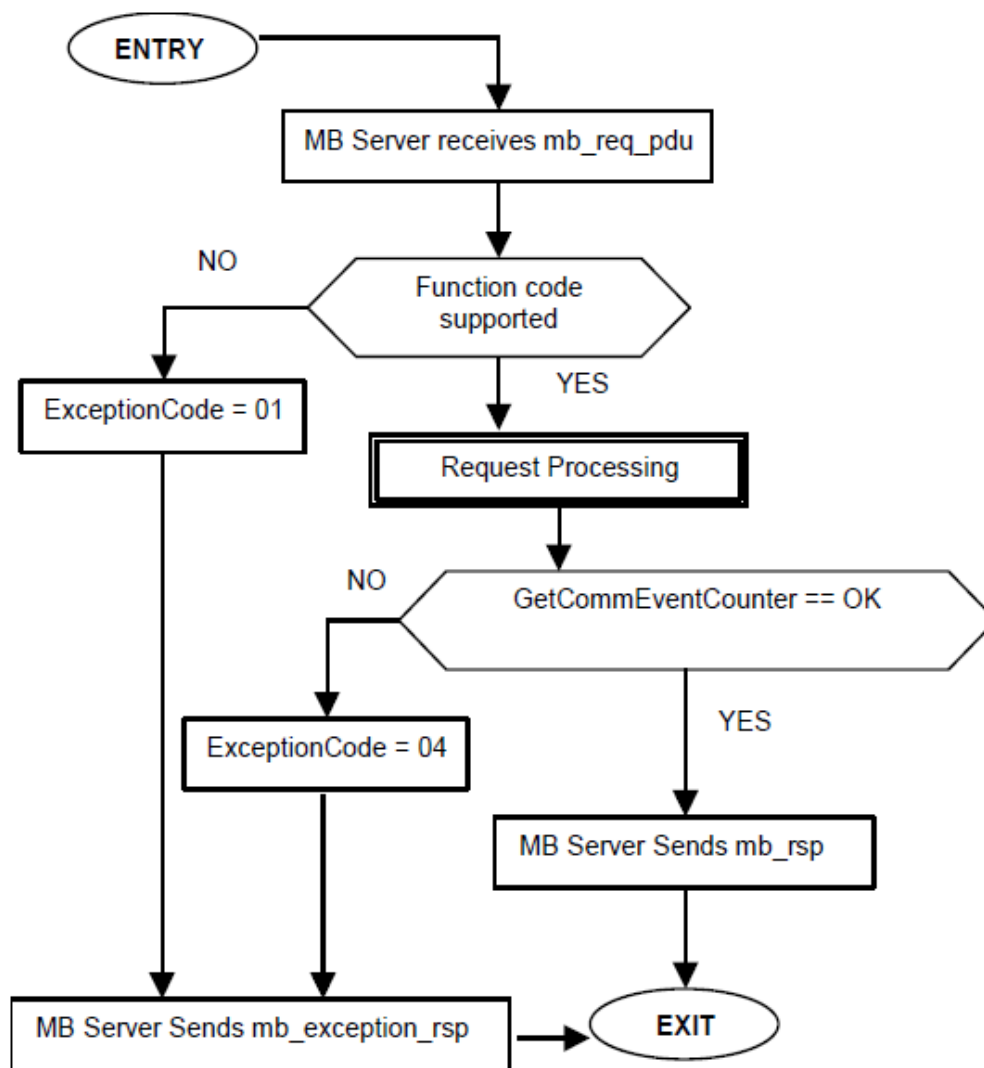 ENTRY
MB Server receives mb_req_pdu
NO
Function code
supported
YES
ExceptionCode = 01
Request Processing
NO
GetCommEventCounter == OK
YES
ExceptionCode = 04
MB Server Sends mb_rsp
MB Server Sends mb_exception_rsp
EXIT